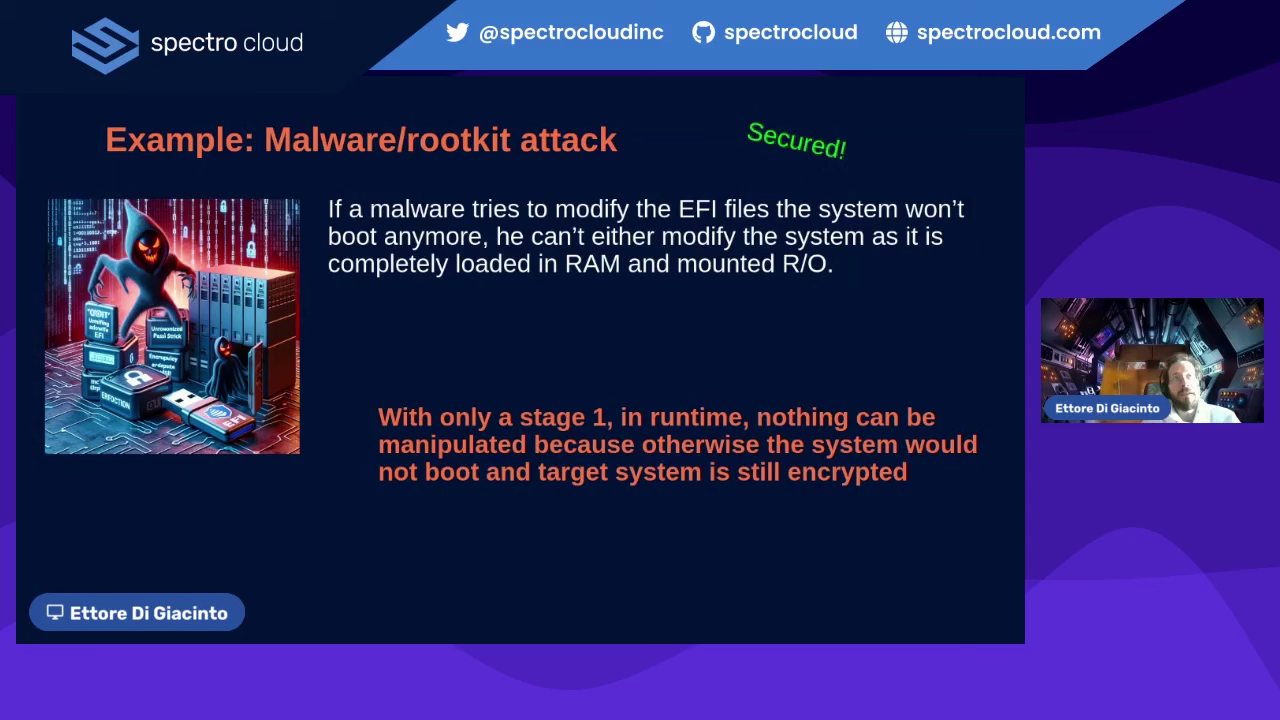 spectro cloud
@spectrocloudinc
spectrocloud
spectrocloud.com
Example: Malware/rootkit attack
Secured!
If a malware tries to modify the EFI files the system won’t
boot anymore, he can’t either modify the system as it is
completely loaded in RAM and mounted R/O.
EFI
EFI
With only a stage 1, in runtime, nothing can be
manipulated because otherwise the system would
not boot and target system is still encrypted
Ettore Di Giacinto
Ettore Di Giacinto